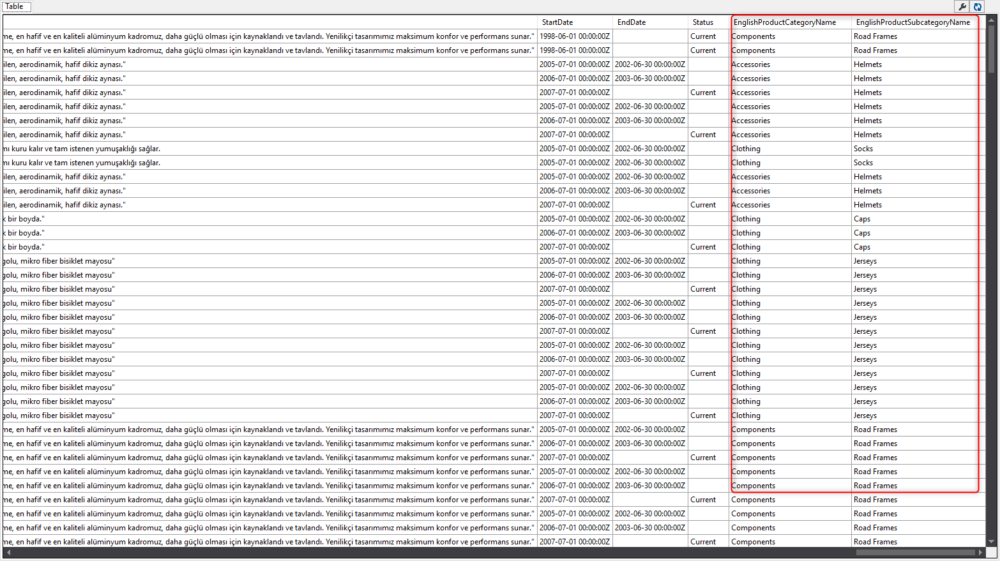 Table
StartDate EndDate Status EnglishProductCategoryName EnglishProductSubcategoryName
me, en hafif ve en kaliteli alüminyum kadromuz, daha güçlü olması için kaynaklandı ve tavlandı. Yenilikçi tasarımımız maksimum konfor ve performans sunar." 1998-06-01 00:00:00Z Current Components Road Frames
me, en hafif ve en kaliteli alüminyum kadromuz, daha güçlü olması için kaynaklandı ve tavlandı. Yenilikçi tasarımımız maksimum konfor ve performans sunar." 1998-06-01 00:00:00Z Current Components Road Frames
ilen, aerodinamik, hafif dikiz aynası." 2005-07-01 00:00:00Z 2002-06-30 00:00:00Z Accessories Helmets
ilen, aerodinamik, hafif dikiz aynası." 2006-07-01 00:00:00Z 2003-06-30 00:00:00Z Accessories Helmets
ilen, aerodinamik, hafif dikiz aynası." 2007-07-01 00:00:00Z Current Accessories Helmets
ilen, aerodinamik, hafif dikiz aynası." 2005-07-01 00:00:00Z 2002-06-30 00:00:00Z Accessories Helmets
ilen, aerodinamik, hafif dikiz aynası." 2006-07-01 00:00:00Z 2003-06-30 00:00:00Z Accessories Helmets
ilen, aerodinamik, hafif dikiz aynası." 2007-07-01 00:00:00Z Current Accessories Helmets
mı kuru kalır ve tam istenen yumuşaklığı sağlar. 2005-07-01 00:00:00Z 2002-06-30 00:00:00Z Clothing Socks
mı kuru kalır ve tam istenen yumuşaklığı sağlar. 2005-07-01 00:00:00Z 2002-06-30 00:00:00Z Clothing Socks
ilen, aerodinamik, hafif dikiz aynası." 2005-07-01 00:00:00Z 2002-06-30 00:00:00Z Accessories Helmets
ilen, aerodinamik, hafif dikiz aynası." 2006-07-01 00:00:00Z 2003-06-30 00:00:00Z Accessories Helmets
ilen, aerodinamik, hafif dikiz aynası." 2007-07-01 00:00:00Z Current Accessories Helmets
k bir boyda." 2005-07-01 00:00:00Z 2002-06-30 00:00:00Z Clothing Caps
k bir boyda." 2006-07-01 00:00:00Z 2003-06-30 00:00:00Z Clothing Caps
k bir boyda." 2007-07-01 00:00:00Z Current Clothing Caps
golu, mikro fiber bisiklet mayosu" 2005-07-01 00:00:00Z 2002-06-30 00:00:00Z Clothing Jerseys
golu, mikro fiber bisiklet mayosu" 2006-07-01 00:00:00Z 2003-06-30 00:00:00Z Clothing Jerseys
golu, mikro fiber bisiklet mayosu" 2007-07-01 00:00:00Z Current Clothing Jerseys
golu, mikro fiber bisiklet mayosu" 2005-07-01 00:00:00Z 2002-06-30 00:00:00Z Clothing Jerseys
golu, mikro fiber bisiklet mayosu" 2006-07-01 00:00:00Z 2003-06-30 00:00:00Z Clothing Jerseys
golu, mikro fiber bisiklet mayosu" 2007-07-01 00:00:00Z Current Clothing Jerseys
golu, mikro fiber bisiklet mayosu" 2005-07-01 00:00:00Z 2002-06-30 00:00:00Z Clothing Jerseys
golu, mikro fiber bisiklet mayosu" 2006-07-01 00:00:00Z 2003-06-30 00:00:00Z Clothing Jerseys
golu, mikro fiber bisiklet mayosu" 2007-07-01 00:00:00Z Current Clothing Jerseys
golu, mikro fiber bisiklet mayosu" 2005-07-01 00:00:00Z 2002-06-30 00:00:00Z Clothing Jerseys
golu, mikro fiber bisiklet mayosu" 2006-07-01 00:00:00Z 2003-06-30 00:00:00Z Clothing Jerseys
golu, mikro fiber bisiklet mayosu" 2007-07-01 00:00:00Z Current Clothing Jerseys
me, en hafif ve en kaliteli alüminyum kadromuz, daha güçlü olması için kaynaklandı ve tavlandı. Yenilikçi tasarımımız maksimum konfor ve performans sunar." 2005-07-01 00:00:00Z 2002-06-30 00:00:00Z Components Road Frames
me, en hafif ve en kaliteli alüminyum kadromuz, daha güçlü olması için kaynaklandı ve tavlandı. Yenilikçi tasarımımız maksimum konfor ve performans sunar." 2006-07-01 00:00:00Z 2003-06-30 00:00:00Z Components Road Frames
me, en hafif ve en kaliteli alüminyum kadromuz, daha güçlü olması için kaynaklandı ve tavlandı. Yenilikçi tasarımımız maksimum konfor ve performans sunar." 2007-07-01 00:00:00Z Current Components Road Frames
me, en hafif ve en kaliteli alüminyum kadromuz, daha güçlü olması için kaynaklandı ve tavlandı. Yenilikçi tasarımımız maksimum konfor ve performans sunar." 2005-07-01 00:00:00Z 2002-06-30 00:00:00Z Components Road Frames
me, en hafif ve en kaliteli alüminyum kadromuz, daha güçlü olması için kaynaklandı ve tavlandı. Yenilikçi tasarımımız maksimum konfor ve performans sunar." 2006-07-01 00:00:00Z 2003-06-30 00:00:00Z Components Road Frames
me, en hafif ve en kaliteli alüminyum kadromuz, daha güçlü olması için kaynaklandı ve tavlandı. Yenilikçi tasarımımız maksimum konfor ve performans sunar." 2007-07-01 00:00:00Z Current Components Road Frames
me, en hafif ve en kaliteli alüminyum kadromuz, daha güçlü olması için kaynaklandı ve tavlandı. Yenilikçi tasarımımız maksimum konfor ve performans sunar." 2005-07-01 00:00:00Z 2002-06-30 00:00:00Z Components Road Frames
me, en hafif ve en kaliteli alüminyum kadromuz, daha güçlü olması için kaynaklandı ve tavlandı. Yenilikçi tasarımımız maksimum konfor ve performans sunar." 2006-07-01 00:00:00Z 2003-06-30 00:00:00Z Components Road Frames
me, en hafif ve en kaliteli alüminyum kadromuz, daha güçlü olması için kaynaklandı ve tavlandı. Yenilikçi tasarımımız maksimum konfor ve performans sunar." 2007-07-01 00:00:00Z Current Components Road Frames